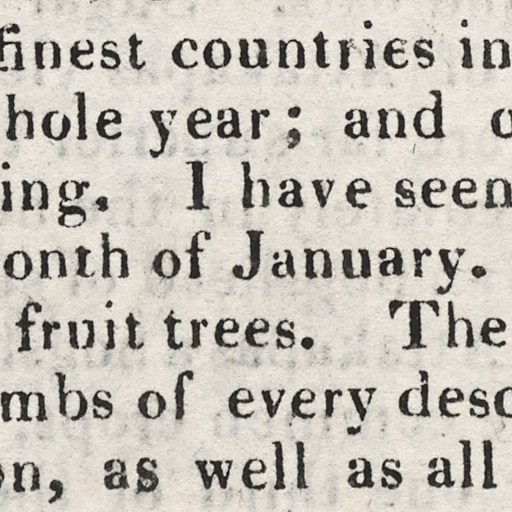 finest countries in
hole year; and o
ing. I have seen
onth of January.
fruit trees. The
mbs of every desc
on, as well as all